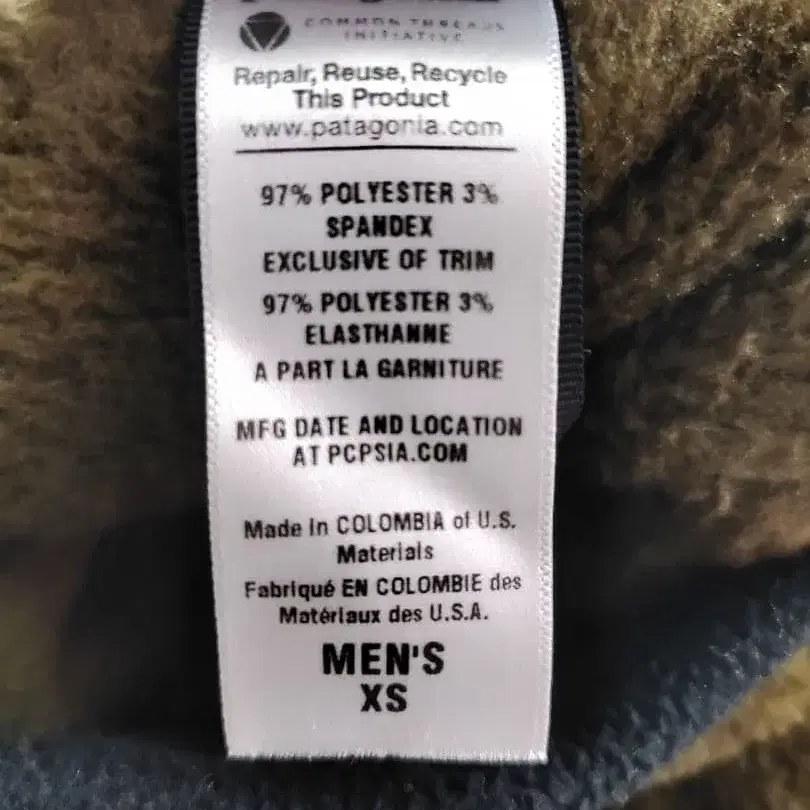 COMMON THREADS
INITIATIVE
Repair, Reuse, Recycle
This Product
www.patagonia.com
97% POLYESTER 3%
SPANDEX
EXCLUSIVE OF TRIM
97% POLYESTER 3%
ELASTHANNE
A PART LA GARNITURE
MFG DATE AND LOCATION
AT PCPSIA.COM
Made in COLOMBIA of U.S.
Materials
Fabriqué EN COLOMBIE des
Matériaux des U.S.A.
MEN'S
XS